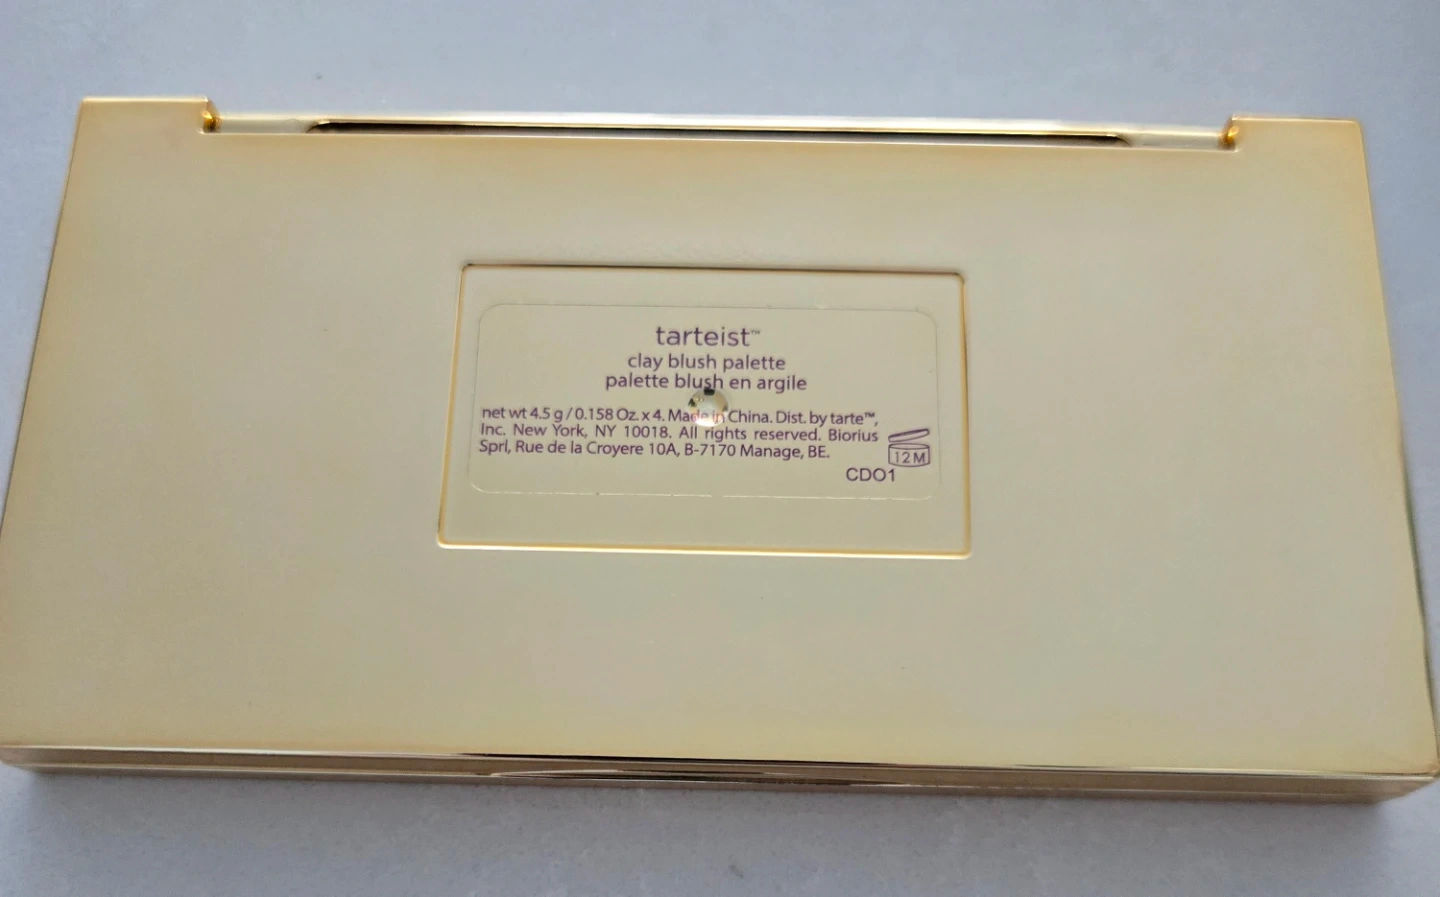 tarteist™
clay blush palette
palette blush en argile
net wt 4.5 g / 0.158 Oz. x 4. Made in China. Dist. by tarte™,
Inc. New York, NY 10018. All rights reserved. Biorius
Sprl, Rue de la Croyere 10A, B-7170 Manage, BE.
12 M
CDO1